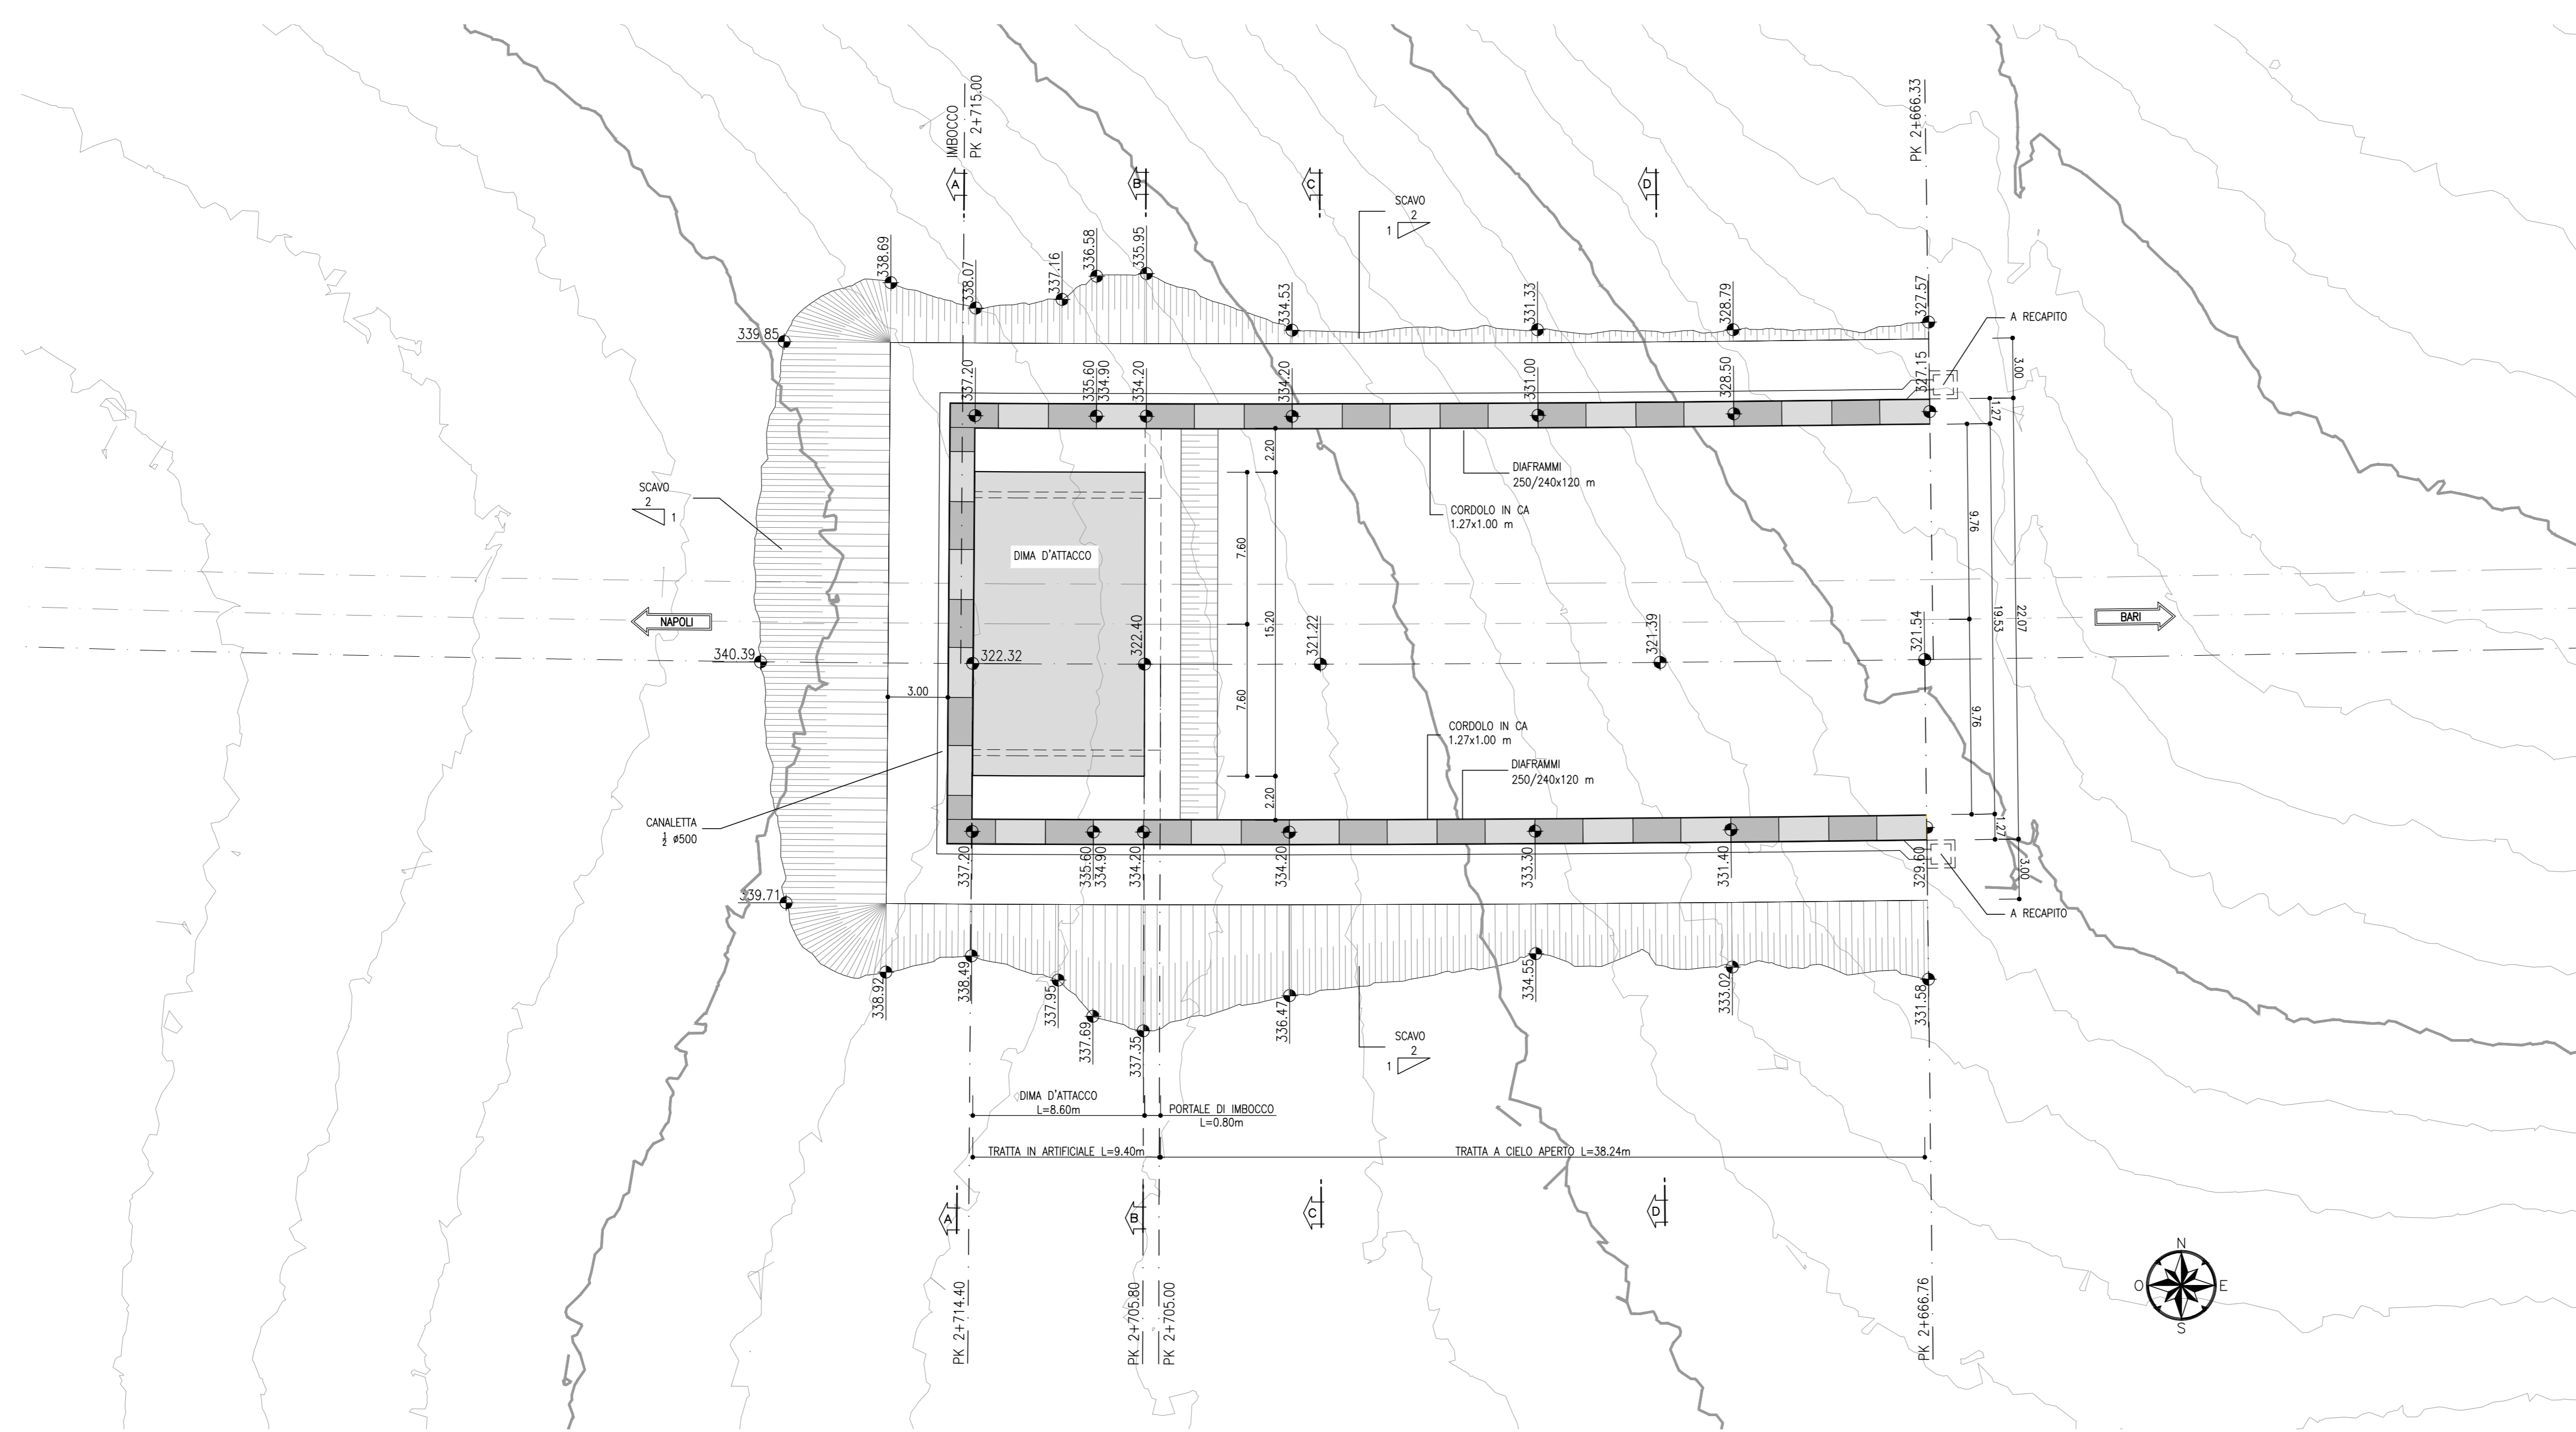 IMBOCCO
PK 2+715.00
PK 2+666.33
A
B
C
D
SCAVO
2
1
338.69
338.07
337.16
336.58
335.95
334.53
331.33
328.79
327.57
339.85
A RECAPITO
337.20
335.60
334.90
334.20
334.20
331.00
328.50
327.15
3.00
1.27
2.20
DIAFRAMMI
250/240x120 m
CORDOLO IN CA
1.27x1.00 m
SCAVO
2
1
DIMA D'ATTACCO
7.60
15.20
7.60
9.76
19.53
22.07
9.76
NAPOLI
BARI
340.39
322.32
322.40
321.22
321.39
321.54
3.00
CORDOLO IN CA
1.27x1.00 m
DIAFRAMMI
250/240x120 m
2.20
CANALETTA
½ ø500
1.27
3.00
337.20
335.60
334.90
334.20
334.20
333.30
331.40
329.60
339.71
A RECAPITO
338.92
338.49
337.95
337.69
337.35
336.47
334.55
333.02
331.58
SCAVO
2
1
DIMA D'ATTACCO
L=8.60m
PORTALE DI IMBOCCO
L=0.80m
TRATTA IN ARTIFICIALE L=9.40m
TRATTA A CIELO APERTO L=38.24m
A
B
C
D
PK 2+714.40
PK 2+705.80
PK 2+705.00
PK 2+666.76
N
O
E
S